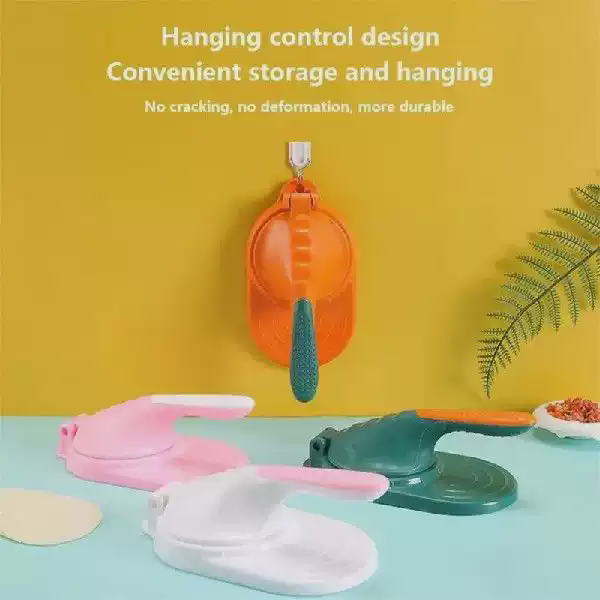 Hanging control design
Convenient storage and hanging
No cracking, no deformation, more durable